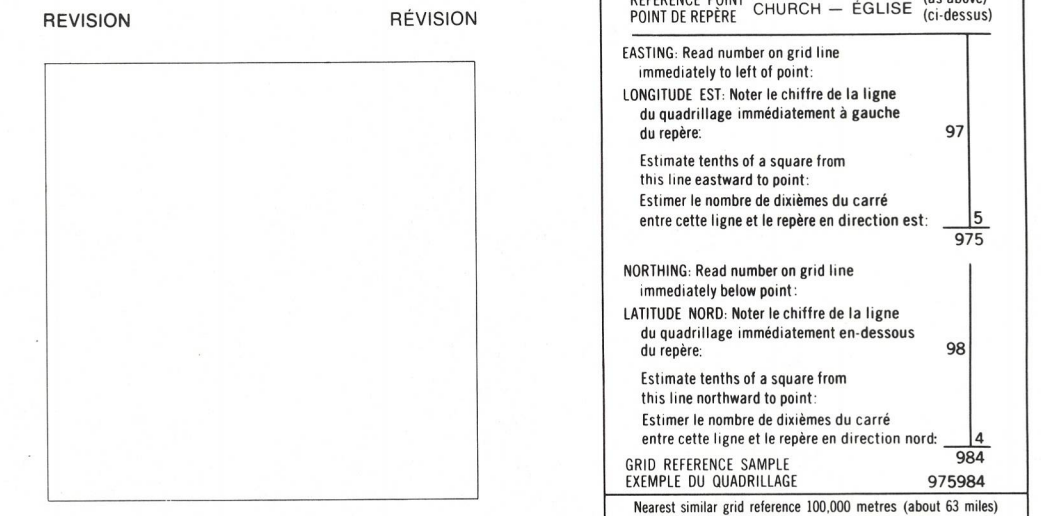 REVISION RÉVISION
REFERENCE POINT
POINT DE REPÈRE CHURCH — ÉGLISE (as above)
(ci-dessus)
EASTING: Read number on grid line
immediately to left of point:
LONGITUDE EST: Noter le chiffre de la ligne
du quadrillage immédiatement à gauche
du repère: 97
Estimate tenths of a square from
this line eastward to point:
Estimer le nombre de dixièmes du carré
entre cette ligne et le repère en direction est: 5
975
NORTHING: Read number on grid line
immediately below point:
LATITUDE NORD: Noter le chiffre de la ligne
du quadrillage immédiatement en-dessous
du repère: 98
Estimate tenths of a square from
this line northward to point:
Estimer le nombre de dixièmes du carré
entre cette ligne et le repère en direction nord: 4
984
GRID REFERENCE SAMPLE
EXEMPLE DU QUADRILLAGE 975984
Nearest similar grid reference 100,000 metres (about 63 miles)